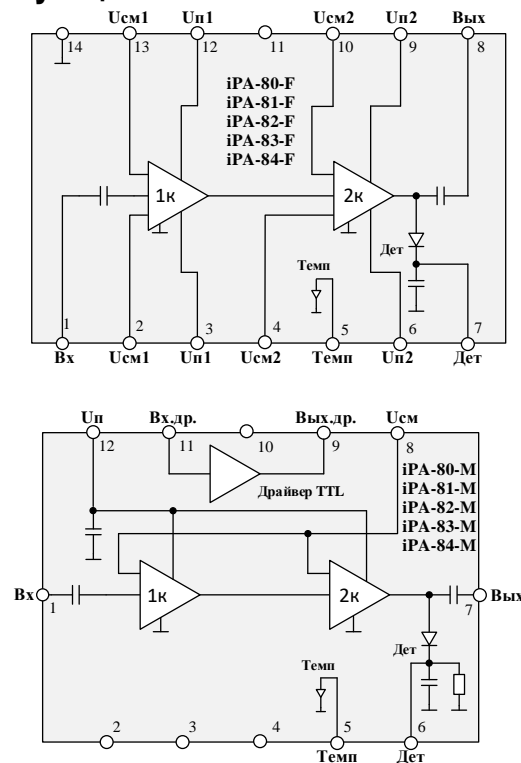 Uсм1 Uп1 Uсм2 Uп2 Вых
14 13 12 11 10 9 8
iPA-80-F
iPA-81-F
iPA-82-F
iPA-83-F
iPA-84-F
1к 2к
Дет
Темп
1 2 3 4 5 6 7
Вх Uсм1 Uп1 Uсм2 Темп Uп2 Дет
Uп Вх.др. Вых.др. Uсм
12 11 10 9 8
iPA-80-M
iPA-81-M
iPA-82-M
iPA-83-M
iPA-84-M
Драйвер TTL
Вх 1к 2к Вых
1 7
Дет
Темп
2 3 4 5 6
Темп Дет